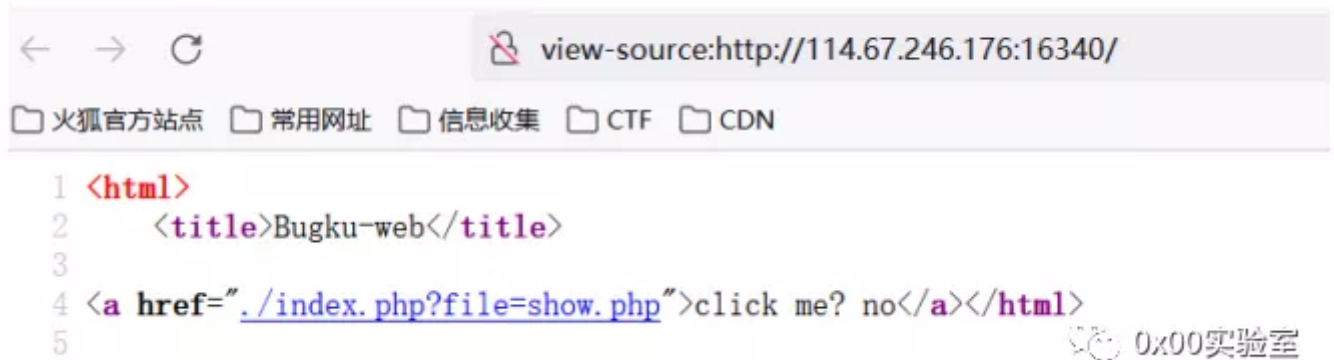 view-source:http://114.67.246.176:16340/
火狐官方站点 常用网址 信息收集 CTF CDN
1 <html>
2 <title>Bugku-web</title>
3
4 <a href="./index.php?file=show.php">click me? no</a></html>
5
0x00实验室